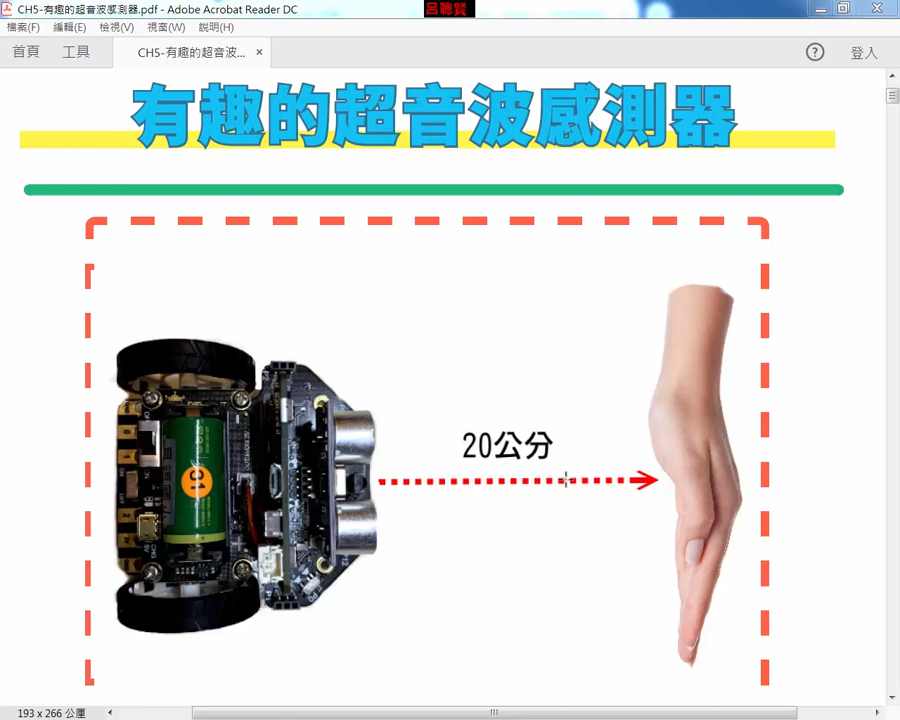 CH5-有趣的超音波感測器.pdf - Adobe Acrobat Reader DC
呂聰賢
檔案(F) 編輯(E) 檢視(V) 視窗(W) 說明(H)
首頁 工具 CH5-有趣的超音波... × ? 登入
有趣的超音波感測器
20公分
193 x 266 公厘